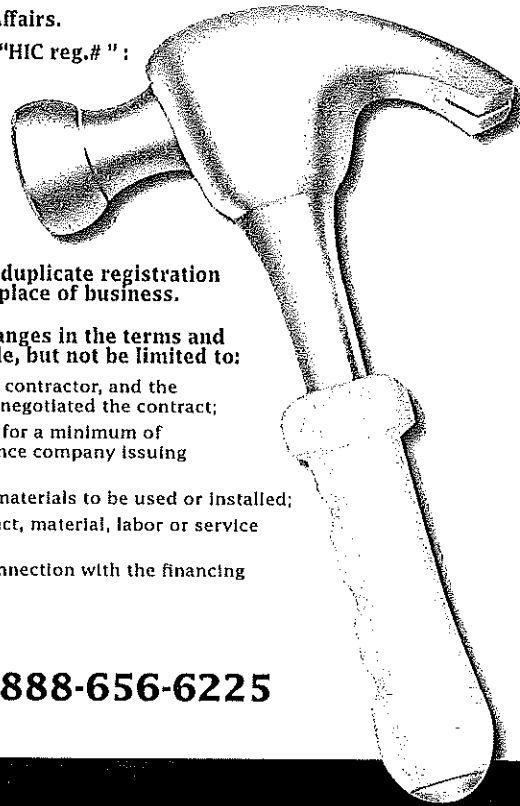 ffairs.
"HIC reg.# " :
duplicate registration
place of business.
anges in the terms and
le, but not be limited to:
contractor, and the
negotiated the contract;
for a minimum of
nce company issuing
materials to be used or installed;
ct, material, labor or service
nnection with the financing
888-656-6225